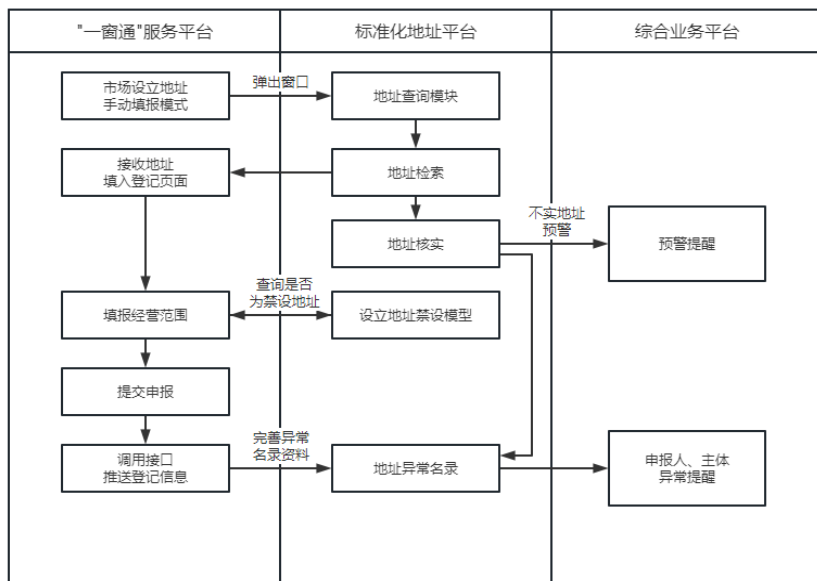 "一窗通"服务平台
标准化地址平台
综合业务平台
市场设立地址
手动填报模式
弹出窗口
地址查询模块
接收地址
填入登记页面
地址检索
地址核实
不实地址
预警
预警提醒
填报经营范围
查询是否
为禁设地址
设立地址禁设模型
提交申报
调用接口
推送登记信息
完善异常
名录资料
地址异常名录
申报人、主体
异常提醒